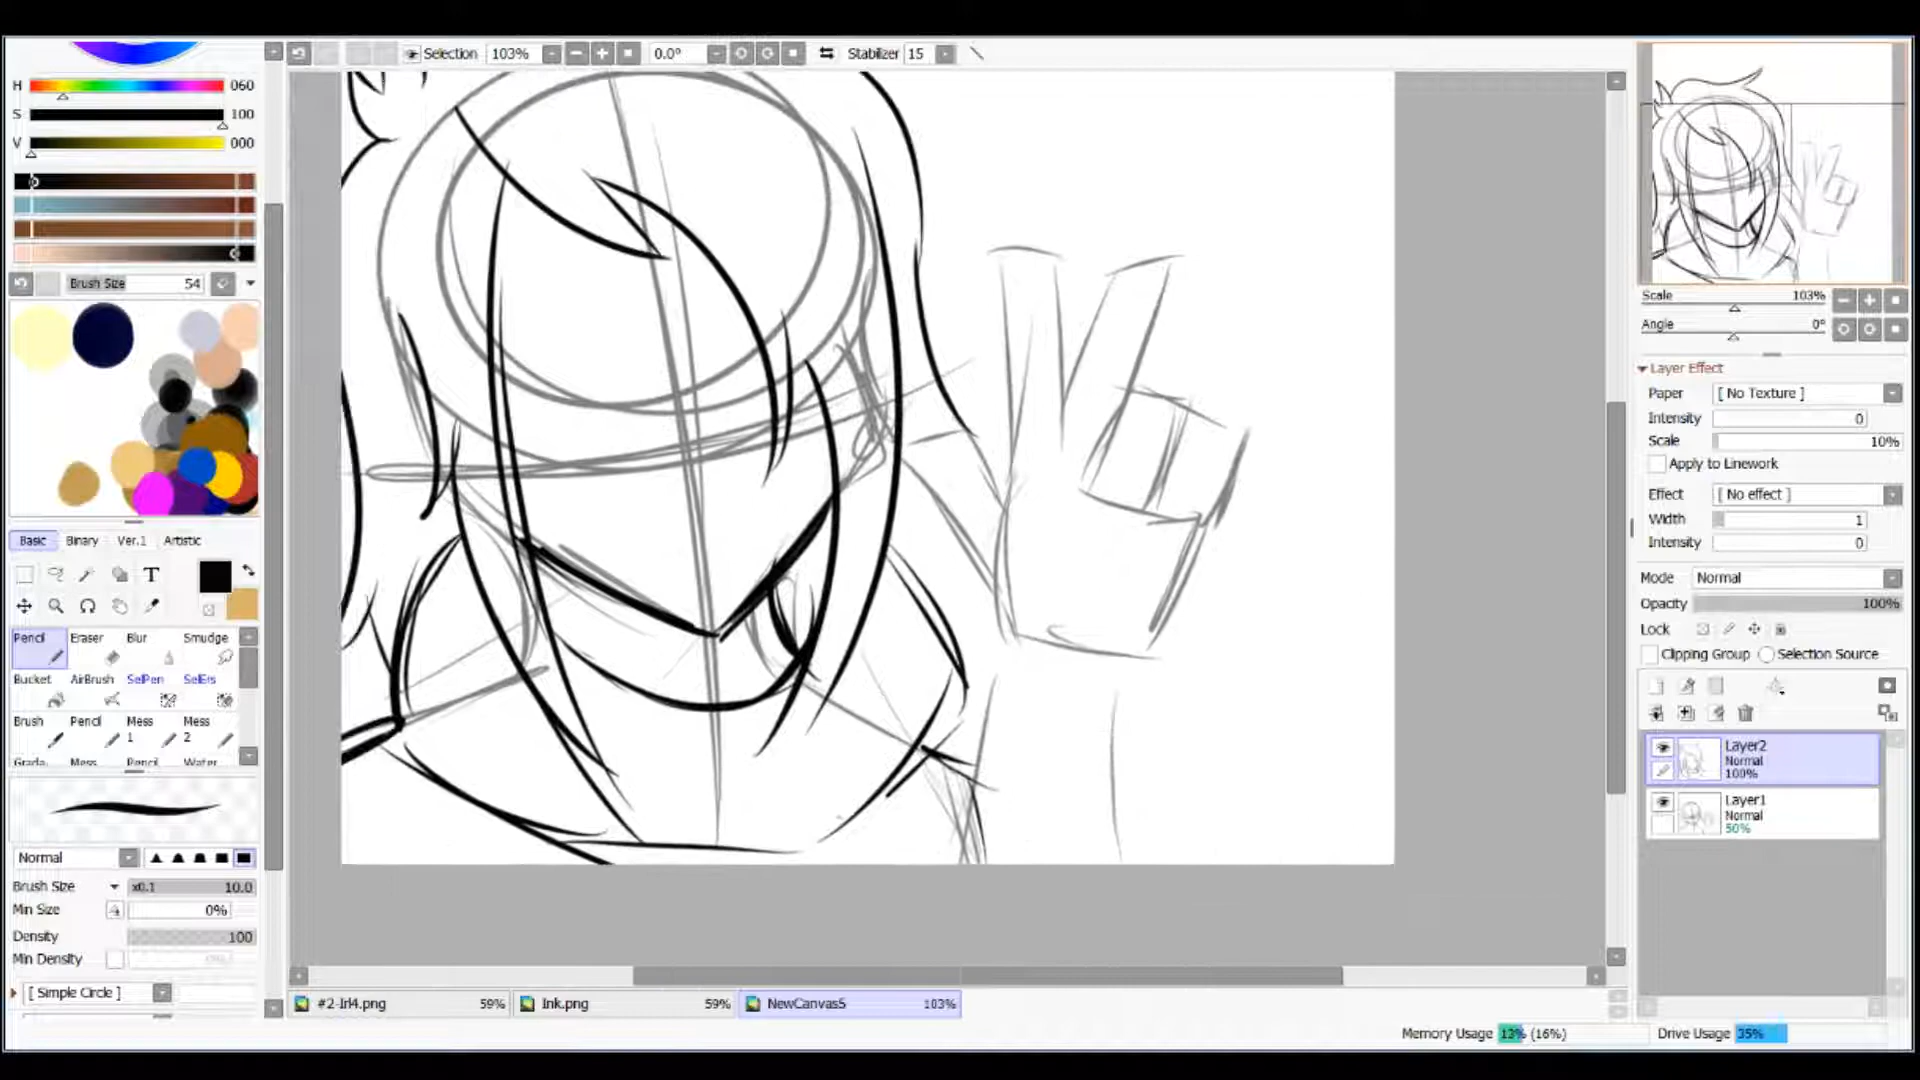 Selection 103% 0.0° Stabilizer 15
H 060
S 100
V 000
Brush Size 54
Basic Binary Ver.1 Artistic
T
Pencil Eraser Blur Smudge
Bucket AirBrush SelPen SelErs
Brush Pencil Mess 1 Mess 2
Grada Mess Pencil Water
Normal
Brush Size x0.1 10.0
Min Size 0%
Density 100
Min Density
[ Simple Circle ]
#2-Irl4.png 59% Ink.png 59% NewCanvas5 103%
Memory Usage 13% (16%) Drive Usage 35%
Scale 103%
Angle 0°
Layer Effect
Paper [ No Texture ]
Intensity 0
Scale 10%
Apply to Linework
Effect [ No effect ]
Width 1
Intensity 0
Mode Normal
Opacity 100%
Lock
Clipping Group Selection Source
Layer2
Normal
100%
Layer1
Normal
50%